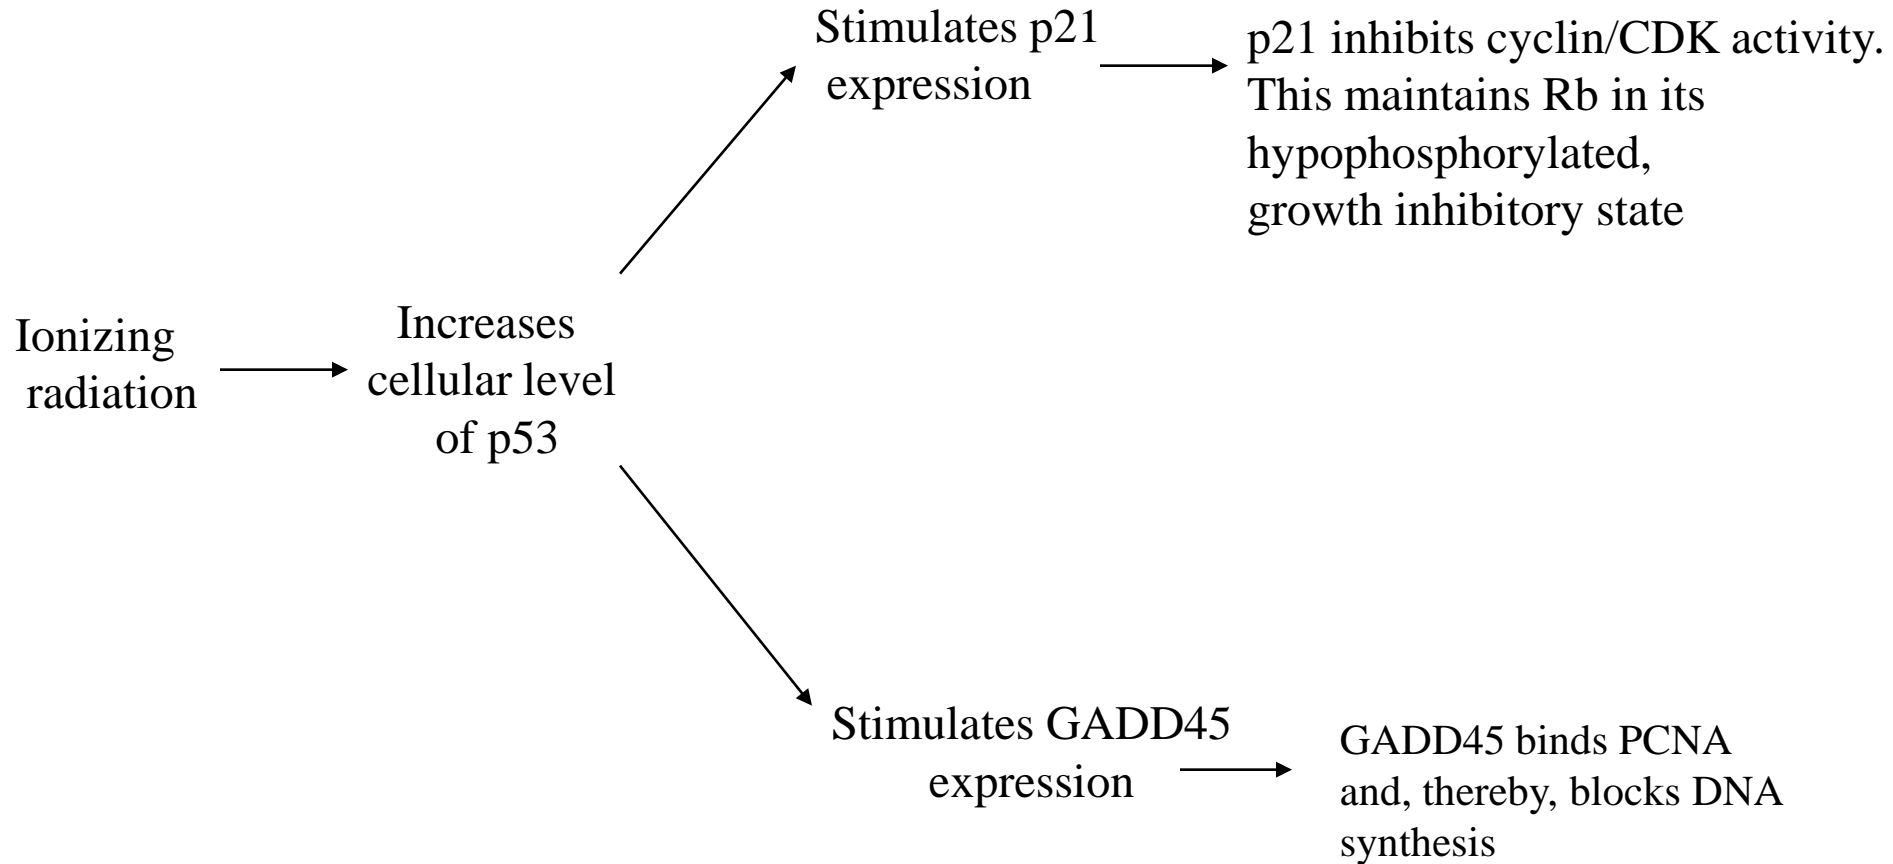 Stimulates p21
expression
p21 inhibits cyclin/CDK activity.
This maintains Rb in its
hypophosphorylated,
growth inhibitory state
Ionizing
radiation
Increases
cellular level
of p53
Stimulates GADD45
expression
GADD45 binds PCNA
and, thereby, blocks DNA
synthesis